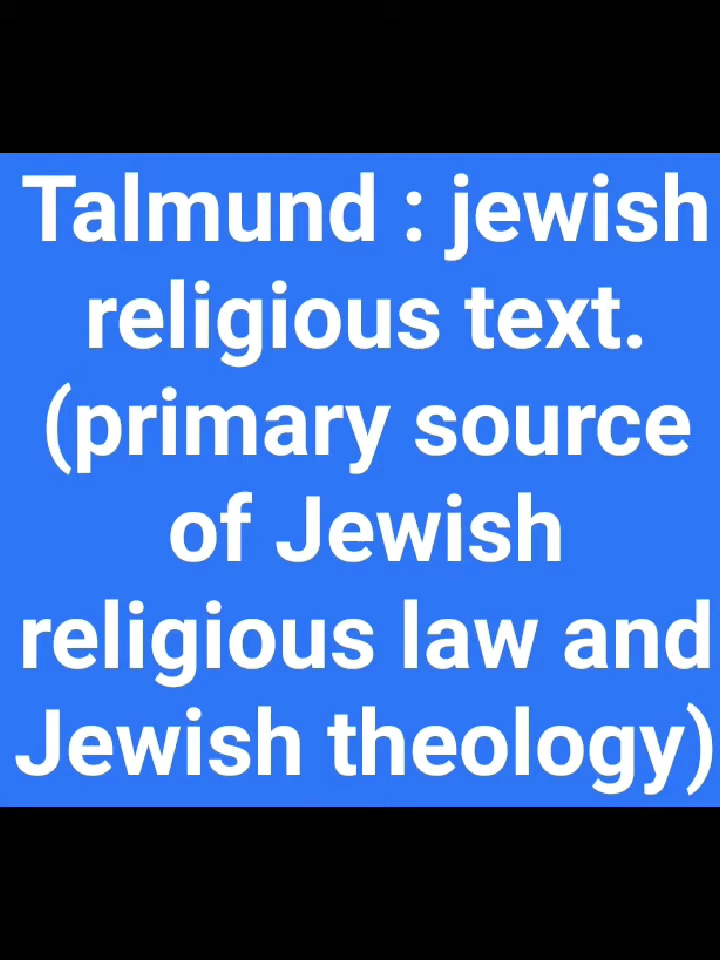 Talmund : jewish
religious text.
(primary source
of Jewish
religious law and
Jewish theology)